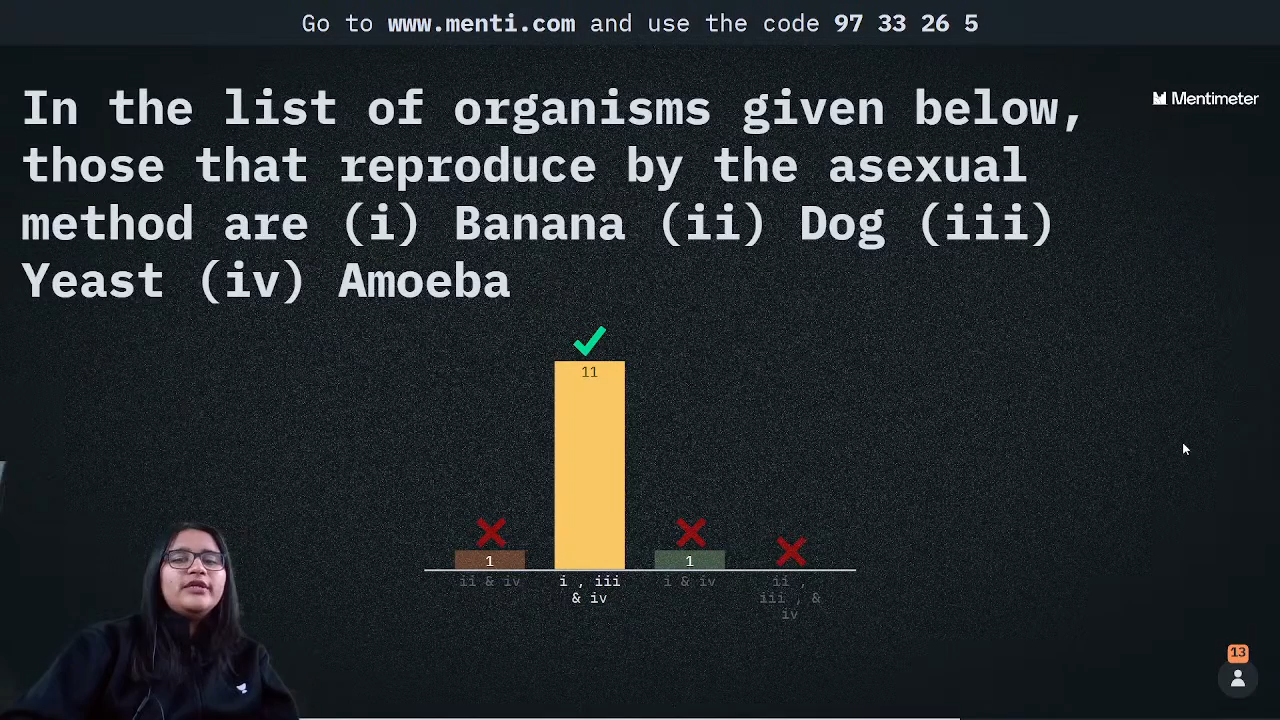 Go to www.menti.com and use the code 97 33 26 5
Mentimeter
In the list of organisms given below,
those that reproduce by the asexual
method are (i) Banana (ii) Dog (iii)
Yeast (iv) Amoeba
11
1
1
ii & iv
i , iii
& iv
i & iv
ii ,
iii , &
iv
13